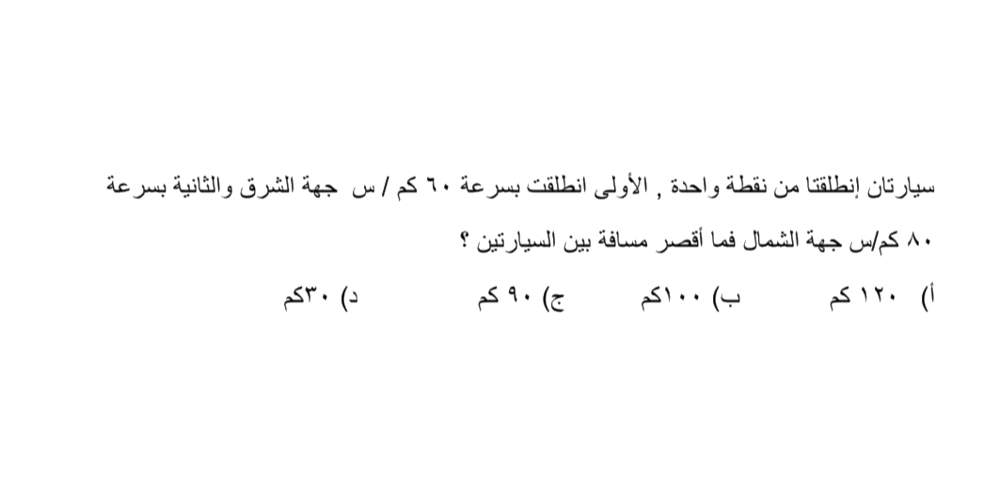 سيارتان إنطلقتا من نقطة واحدة , الأولى انطلقت بسرعة ٦٠ كم / س جهة الشرق والثانية بسرعة
٨٠ كم/س جهة الشمال فما أقصر مسافة بين السيارتين ؟
أ) ١٢٠ كم ب) ١٠٠كم ج) ٩٠ كم د) ٣٠كم